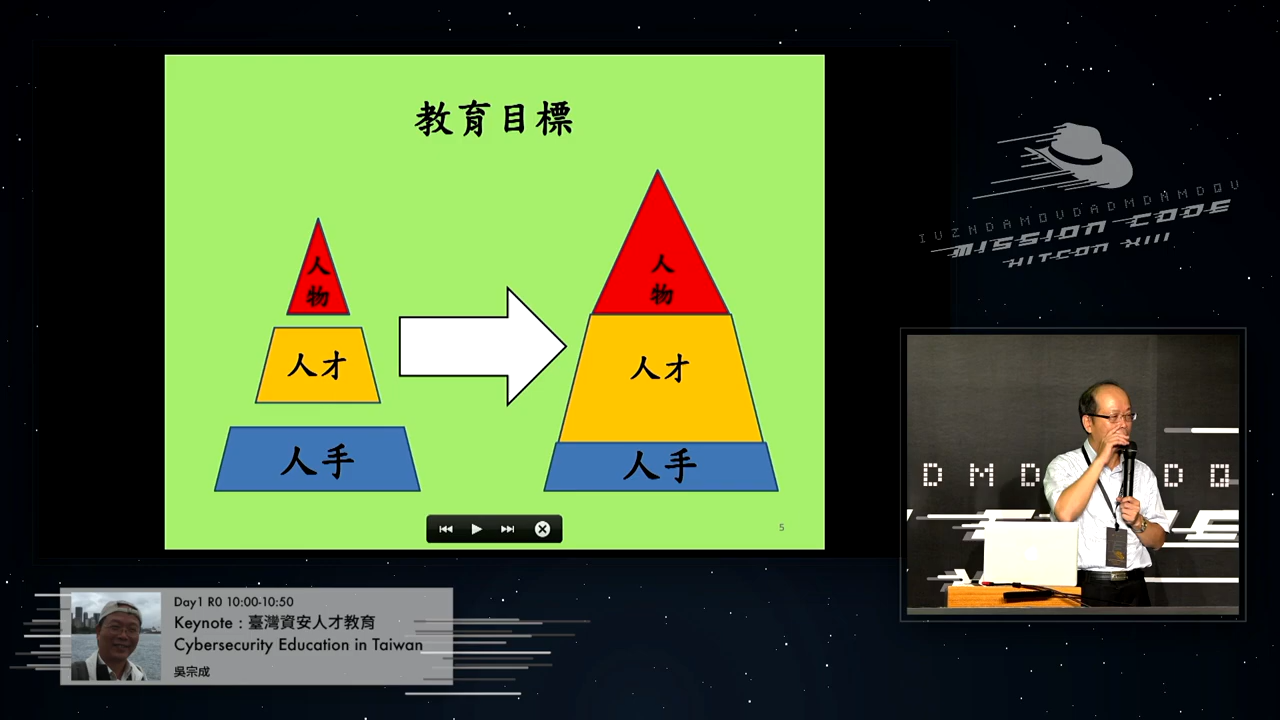 教育目標
人
物
人才
人手
人
物
人才
人手
5
IVZNDAMOVDADMDNMDQV
MISSION CODE
HITCON XIII
D M D
D Q
Day1 R0 10:00-10:50
Keynote：臺灣資安人才教育
Cybersecurity Education in Taiwan
吳宗成